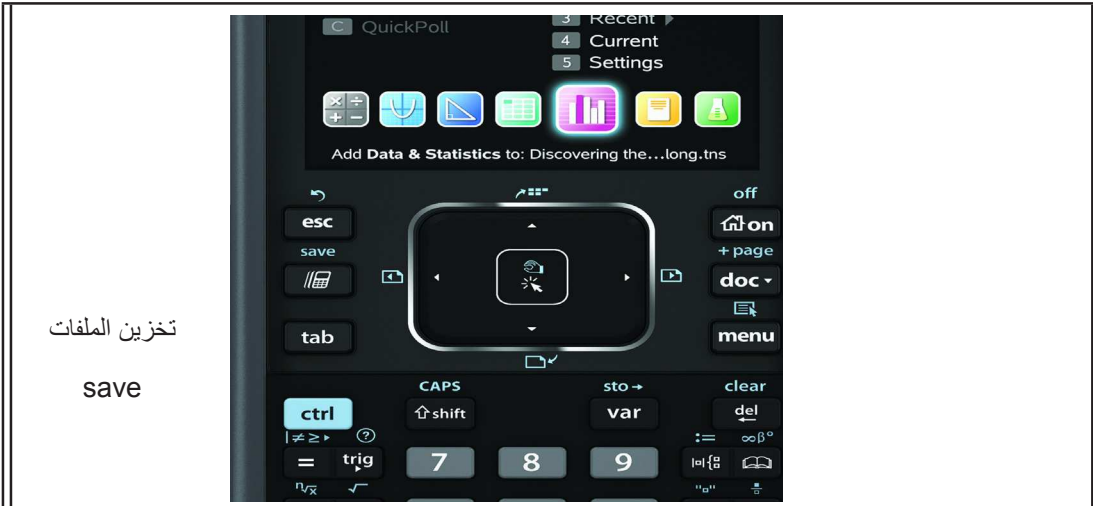 C QuickPoll
3 Recent
4 Current
5 Settings
Add Data & Statistics to: Discovering the...long.tns
off
esc
on
save
+ page
doc
تخزين الملفات
tab
menu
save
CAPS
sto→
clear
ctrl
⇧shift
var
del
|≠≥▸
?
:=
∞β°
=
trig
7
8
9
ⁿ√x
√
"▫"